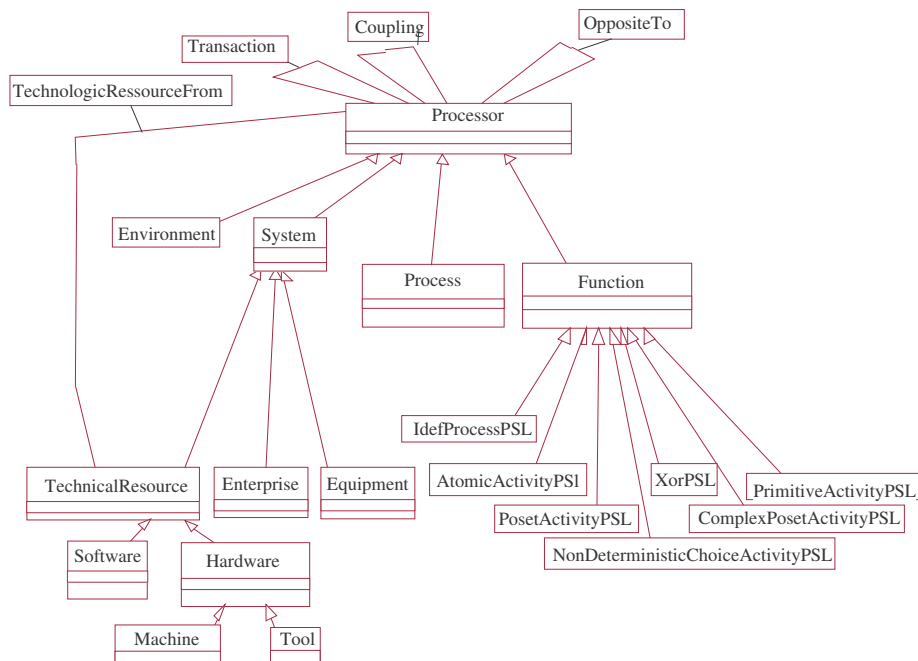 Coupling
OppositeTo
Transaction
TechnologicRessourceFrom
Processor
Environment
System
Process
Function
IdefProcessPSL
AtomicActivityPSl
XorPSL
PrimitiveActivityPSL
TechnicalResource
Enterprise
Equipment
PosetActivityPSL
ComplexPosetActivityPSL
Software
Hardware
NonDeterministicChoiceActivityPSL
Machine
Tool